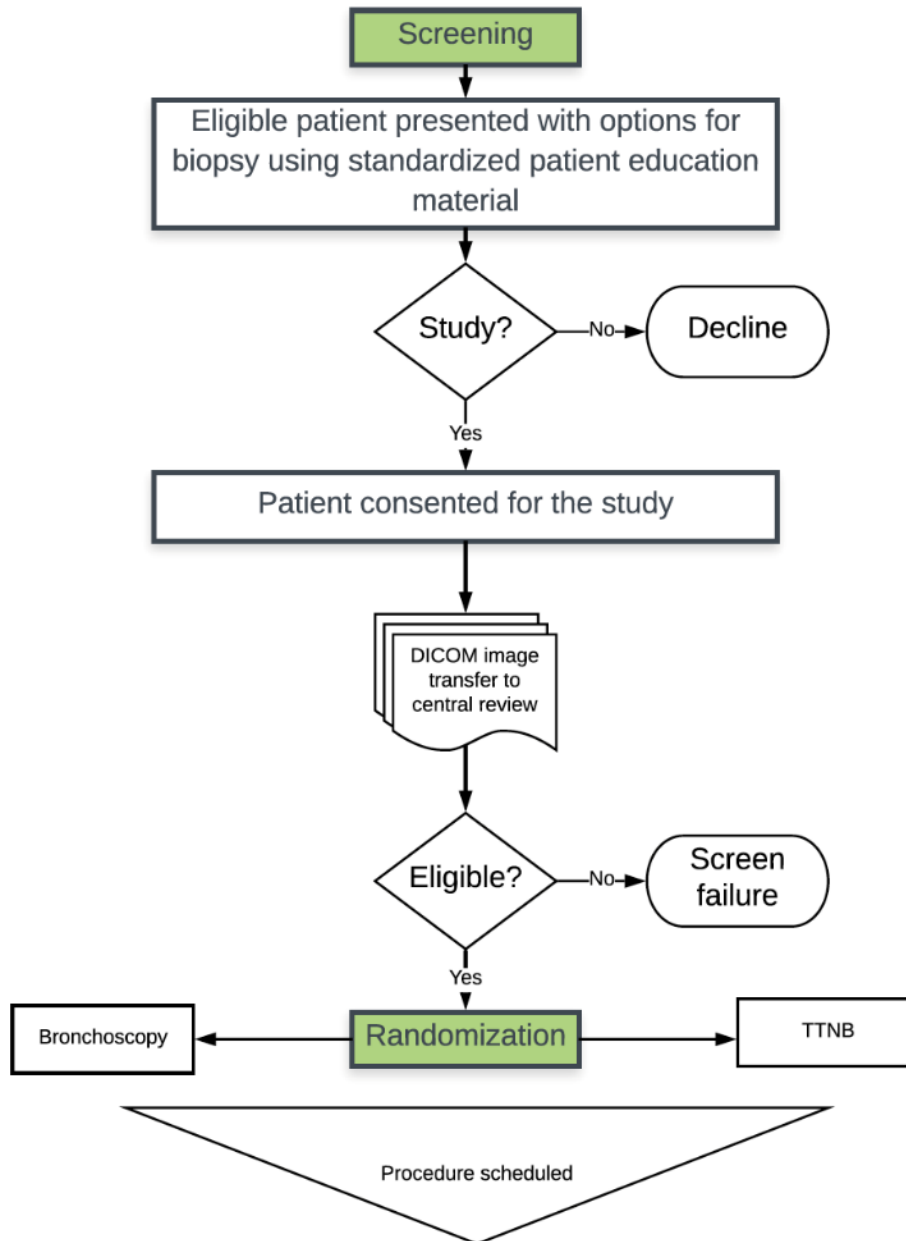 Screening
Eligible patient presented with options for
biopsy using standardized patient education
material
Study?
No
Decline
Yes
Patient consented for the study
DICOM image
transfer to
central review
Eligible?
No
Screen
failure
Yes
Bronchoscopy
Randomization
TTNB
Procedure scheduled